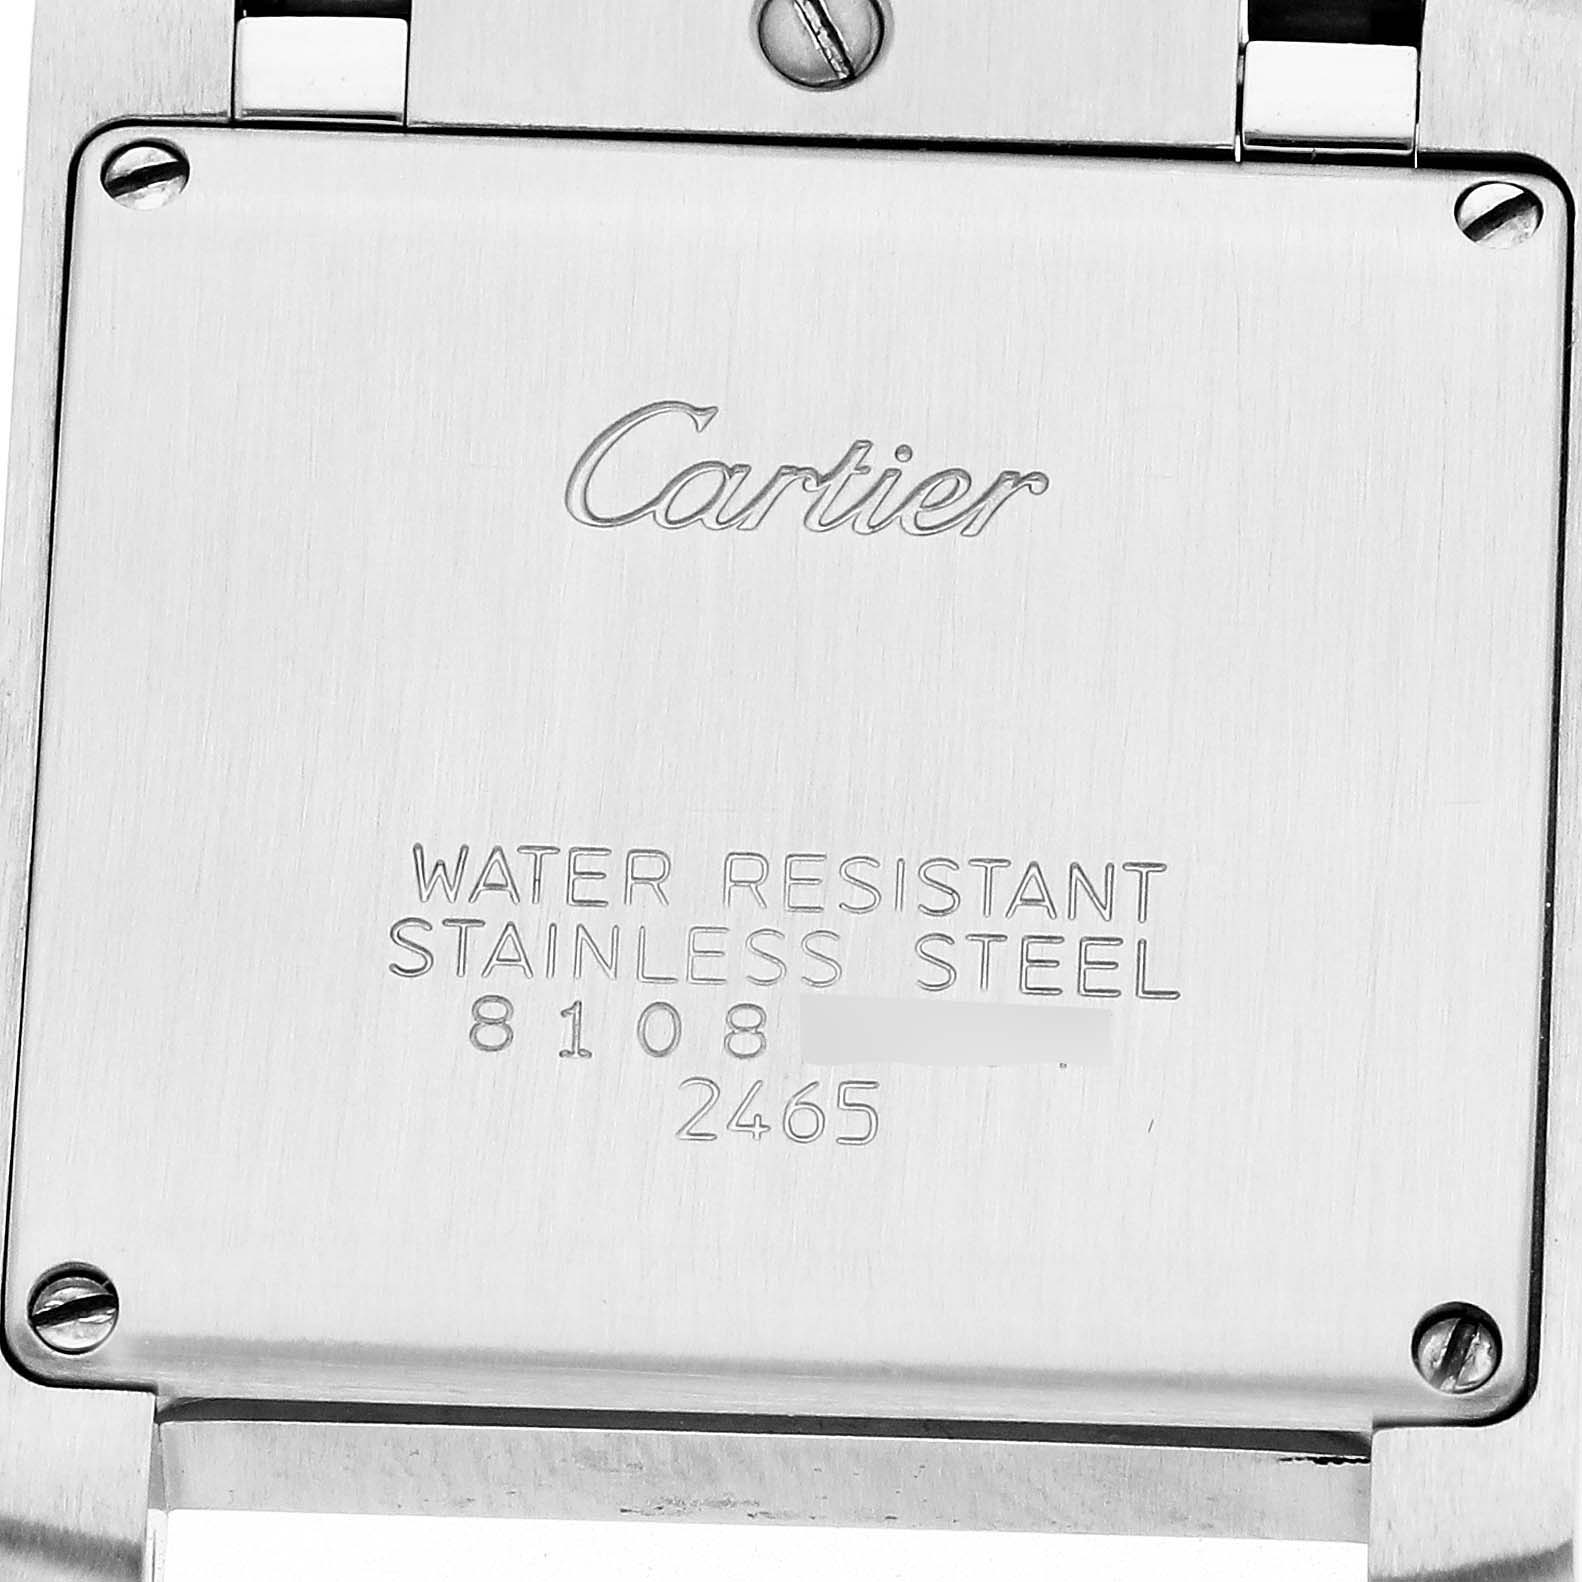 Cartier
WATER RESISTANT
STAINLESS STEEL
8108
2465